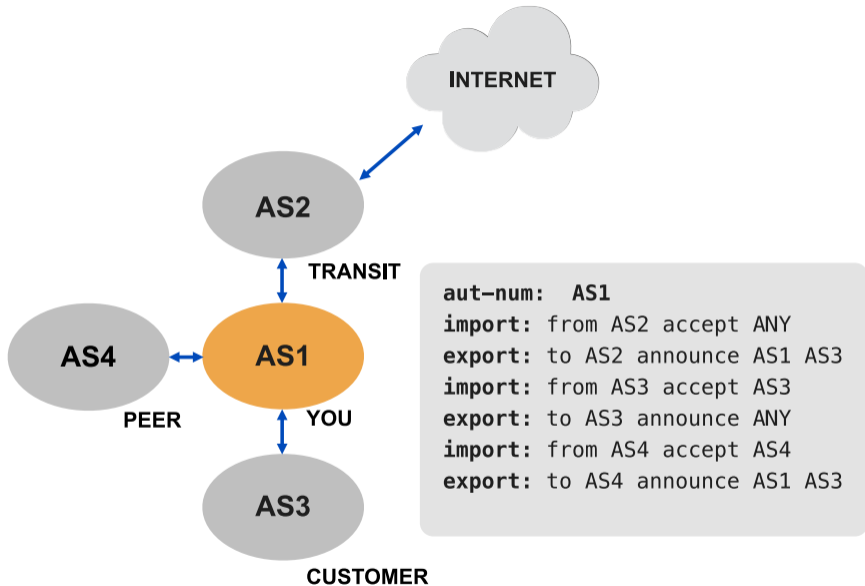 INTERNET
AS2
TRANSIT
AS4
AS1
PEER
YOU
AS3
CUSTOMER
aut-num: AS1
import: from AS2 accept ANY
export: to AS2 announce AS1 AS3
import: from AS3 accept AS3
export: to AS3 announce ANY
import: from AS4 accept AS4
export: to AS4 announce AS1 AS3